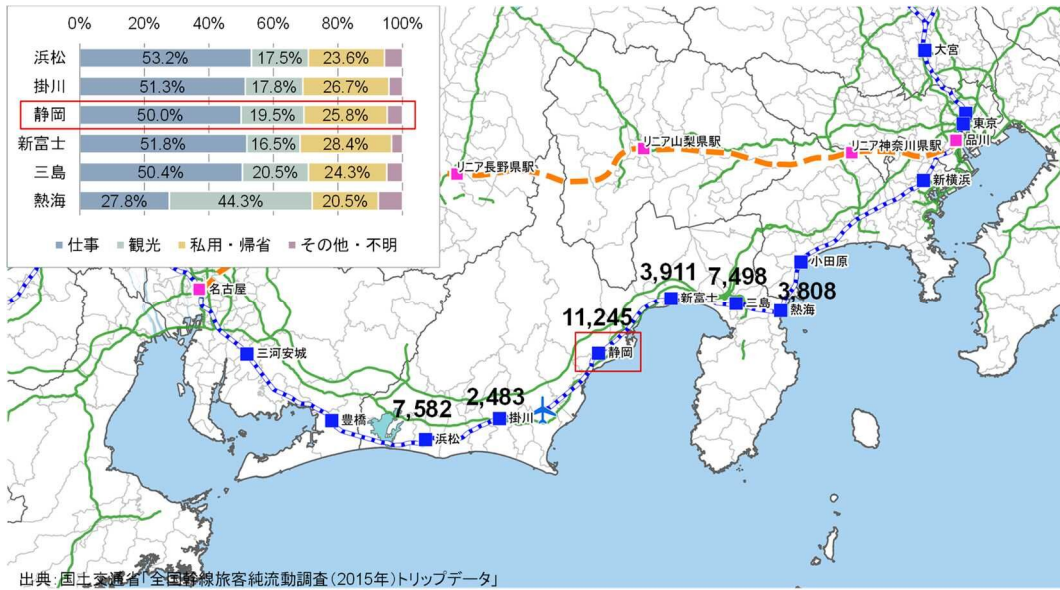 0% 20% 40% 60% 80% 100%
浜松 53.2% 17.5% 23.6%
掛川 51.3% 17.8% 26.7%
静岡 50.0% 19.5% 25.8%
新富士 51.8% 16.5% 28.4%
三島 50.4% 20.5% 24.3%
熱海 27.8% 44.3% 20.5%
仕事 観光 私用・帰省 その他・不明
大宮
東京
品川
リニア神奈川県駅
リニア山梨県駅
リニア長野県駅
新横浜
小田原
名古屋
3,911
新富士
7,498
三島
3,808
熱海
11,245
静岡
三河安城
豊橋
7,582
浜松
2,483
掛川
出典:国土交通省「全国幹線旅客純流動調査(2015年)トリップデータ」